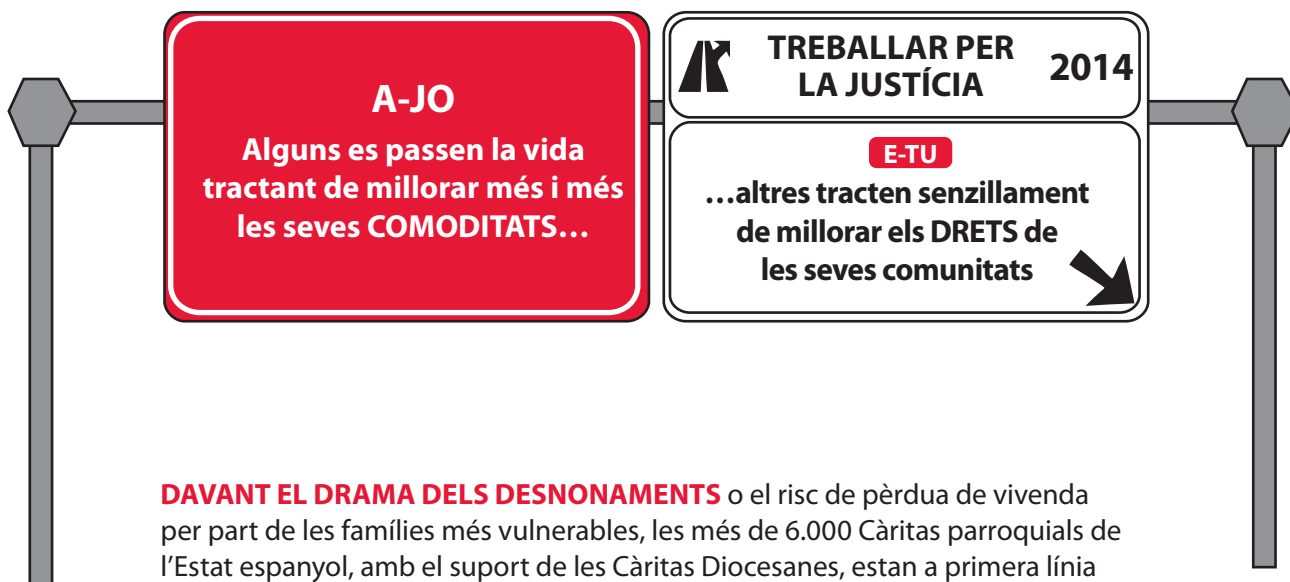 A-JO
Alguns es passen la vida
tractant de millorar més i més
les seves COMODITATS…
TREBALLAR PER
LA JUSTÍCIA
2014
E-TU
…altres tracten senzillament
de millorar els DRETS de
les seves comunitats
DAVANT EL DRAMA DELS DESNONAMENTS o el risc de pèrdua de vivenda
per part de les famílies més vulnerables, les més de 6.000 Càritas parroquials de
l’Estat espanyol, amb el suport de les Càritas Diocesanes, estan a primera línia